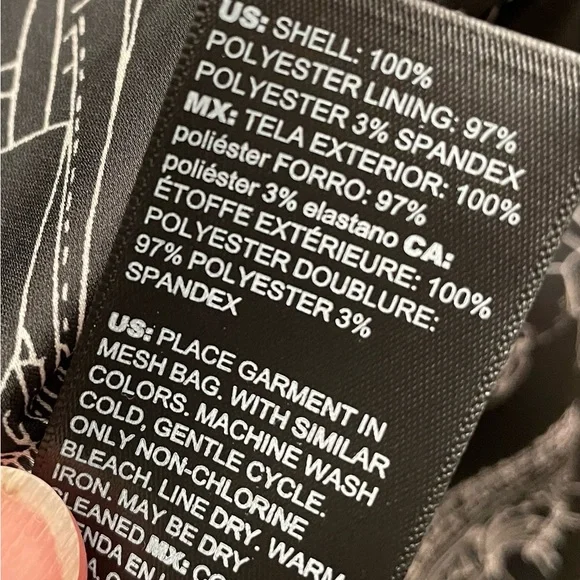 US: SHELL: 100%
POLYESTER LINING: 97%
POLYESTER 3% SPANDEX
MX: TELA EXTERIOR: 100%
poliéster FORRO: 97%
poliéster 3% elastano CA:
ÉTOFFE EXTÉRIEURE: 100%
POLYESTER DOUBLURE:
97% POLYESTER 3%
SPANDEX
US: PLACE GARMENT IN
MESH BAG. WITH SIMILAR
COLORS. MACHINE WASH
COLD, GENTLE CYCLE.
ONLY NON-CHLORINE
BLEACH. LINE DRY. WARM
IRON. MAY BE DRY
CLEANED MX: